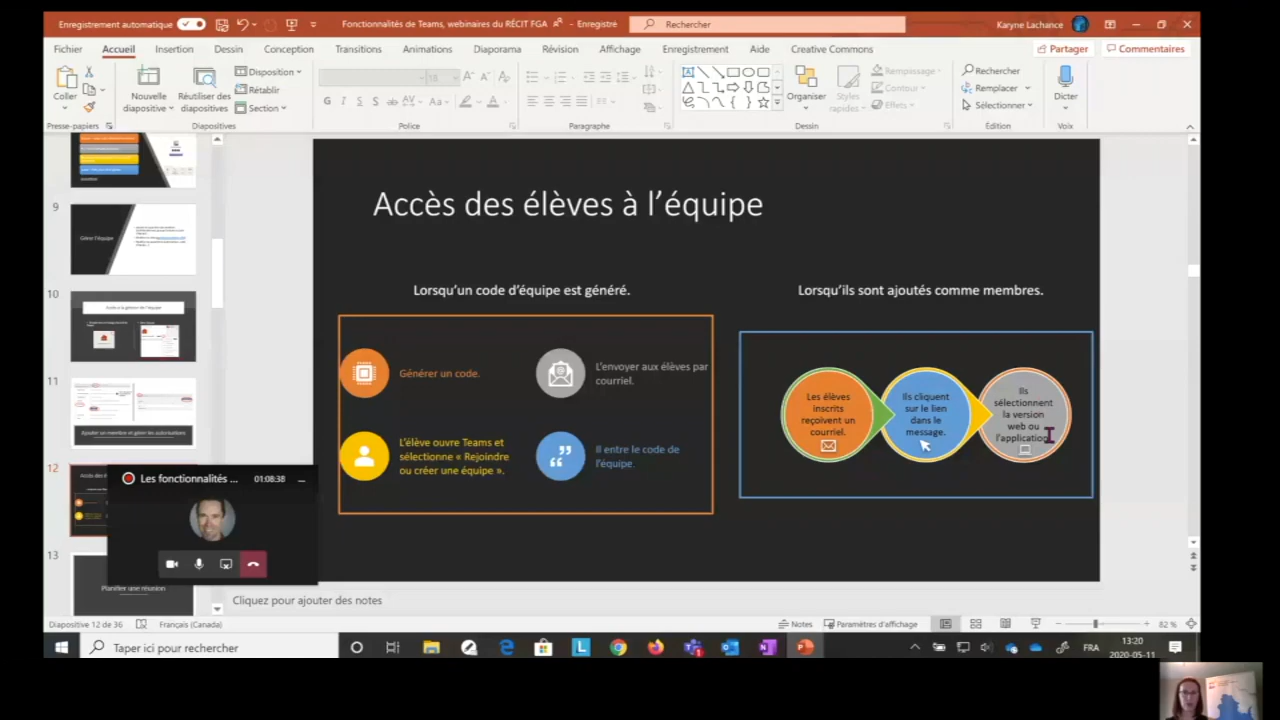 Enregistrement automatique
Fonctionnalités de Teams, webinaires du RÉCIT FGA - Enregistré
Rechercher
Karyne Lachance
Fichier Accueil Insertion Dessin Conception Transitions Animations Diaporama Révision Affichage Enregistrement Aide Creative Commons
Partager
Commentaires
Coller
Nouvelle diapositive
Réutiliser des diapositives
Disposition
Rétablir
Section
18
G I S S ab AV Aa A
Organiser
Styles rapides
Remplissage
Contour
Effets
Rechercher
Remplacer
Sélectionner
Dicter
Presse-papiers Diapositives Police Paragraphe Dessin Édition Voix
9
Gérer l'équipe
10
11
Ajouter un membre et gérer les autorisations
12
13
Planifier une réunion
Accès des élèves à l'équipe
Lorsqu'un code d'équipe est généré.
Générer un code.
L'envoyer aux élèves par
courriel.
L'élève ouvre Teams et
sélectionne « Rejoindre
ou créer une équipe ».
Il entre le code de
l'équipe.
Lorsqu'ils sont ajoutés comme membres.
Les élèves
inscrits
reçoivent un
courriel.
Ils cliquent
sur le lien
dans le
message.
Ils
sélectionnent
la version
web ou
l'application
Les fonctionnalités ...
01:08:38
Cliquez pour ajouter des notes
Diapositive 12 de 36
Français (Canada)
Notes
Paramètres d'affichage
82 %
Taper ici pour rechercher
FRA
13:20
2020-05-11